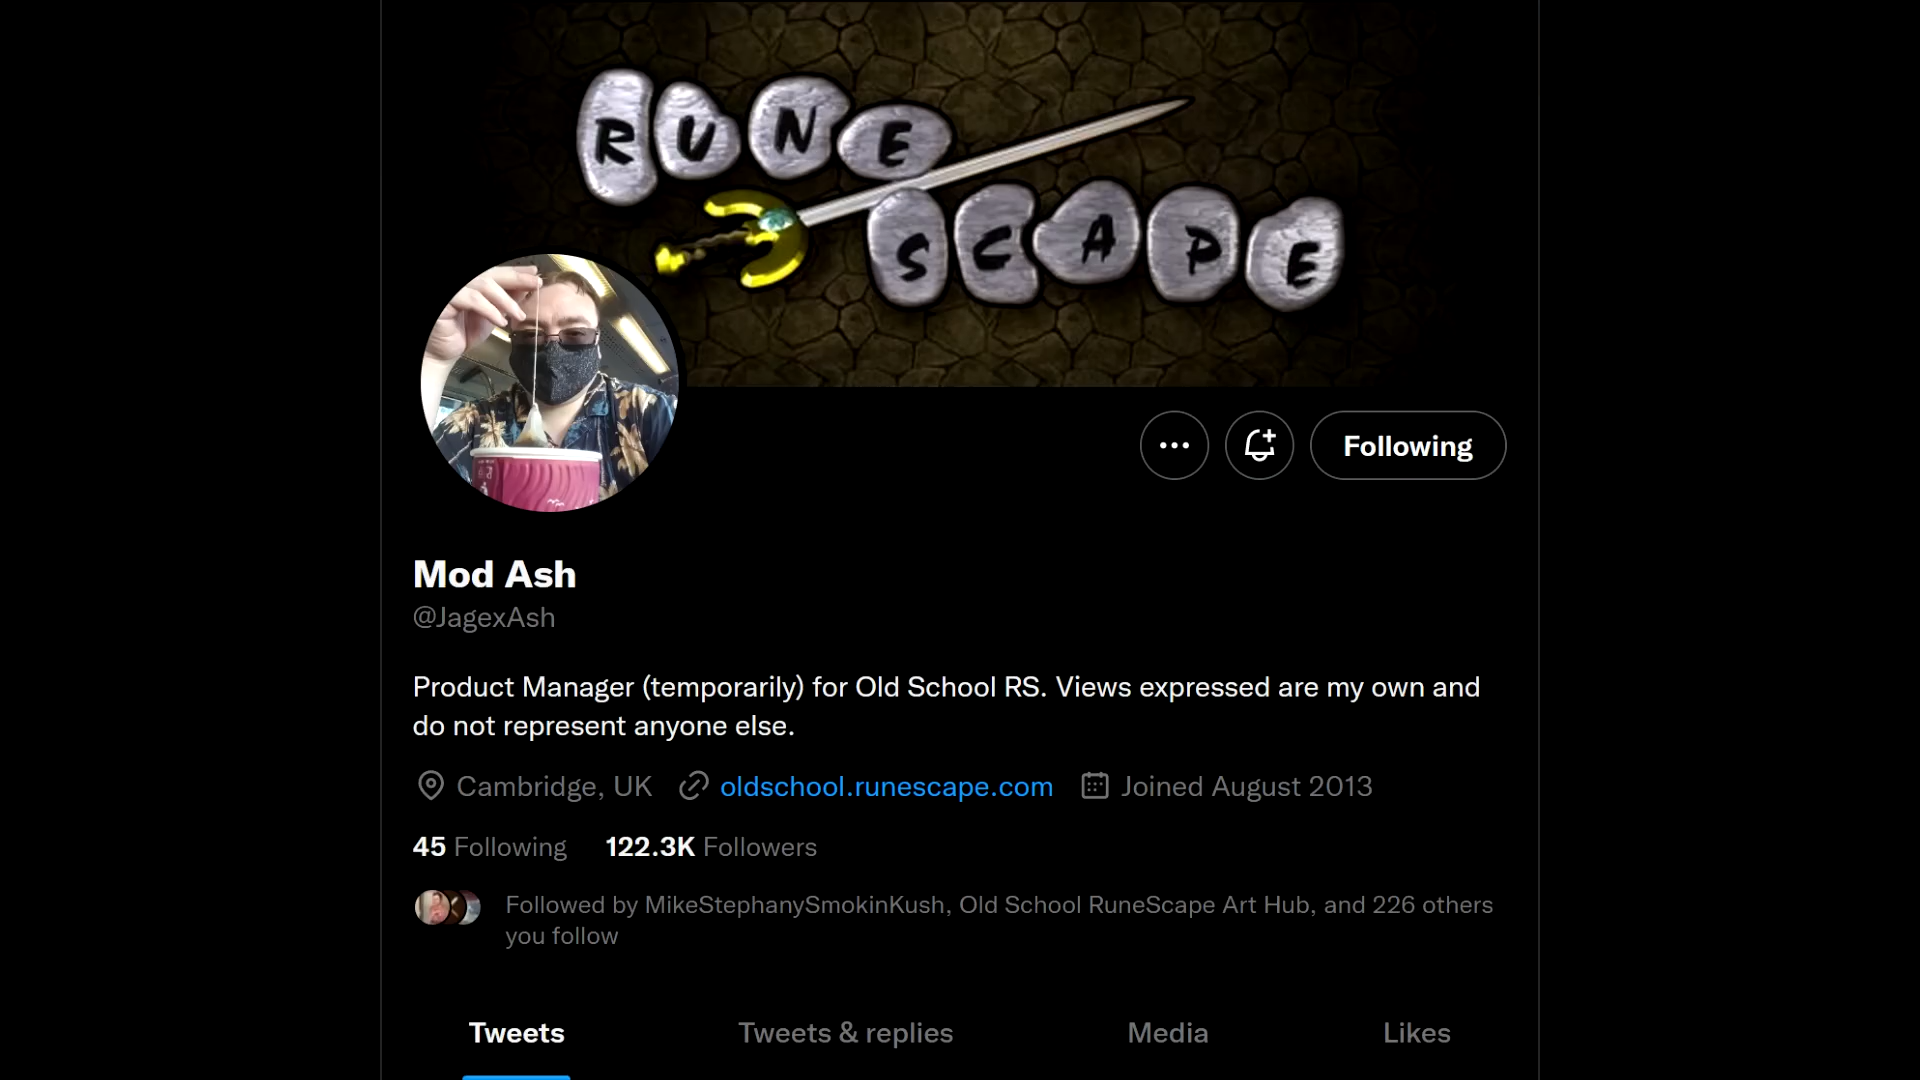 RUNE
SCAPE
Following
Mod Ash
@JagexAsh
Product Manager (temporarily) for Old School RS. Views expressed are my own and
do not represent anyone else.
Cambridge, UK oldschool.runescape.com Joined August 2013
45 Following 122.3K Followers
Followed by MikeStephanySmokinKush, Old School RuneScape Art Hub, and 226 others
you follow
Tweets Tweets & replies Media Likes